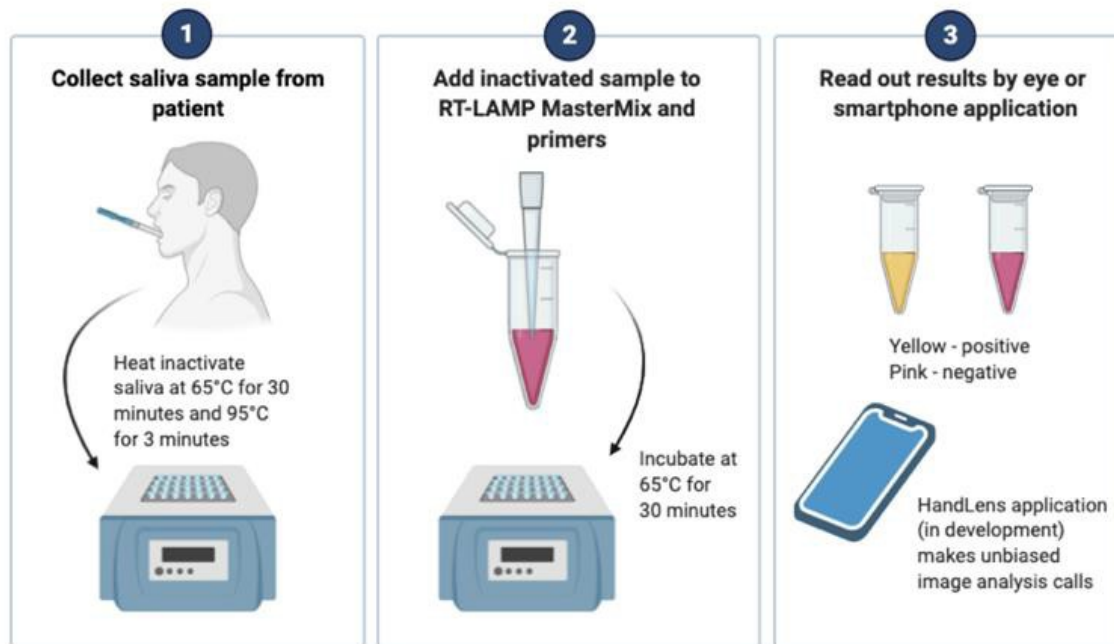 1
Collect saliva sample from
patient
Heat inactivate
saliva at 65°C for 30
minutes and 95°C
for 3 minutes
2
Add inactivated sample to
RT-LAMP MasterMix and
primers
Incubate at
65°C for
30 minutes
3
Read out results by eye or
smartphone application
Yellow - positive
Pink - negative
HandLens application
(in development)
makes unbiased
image analysis calls